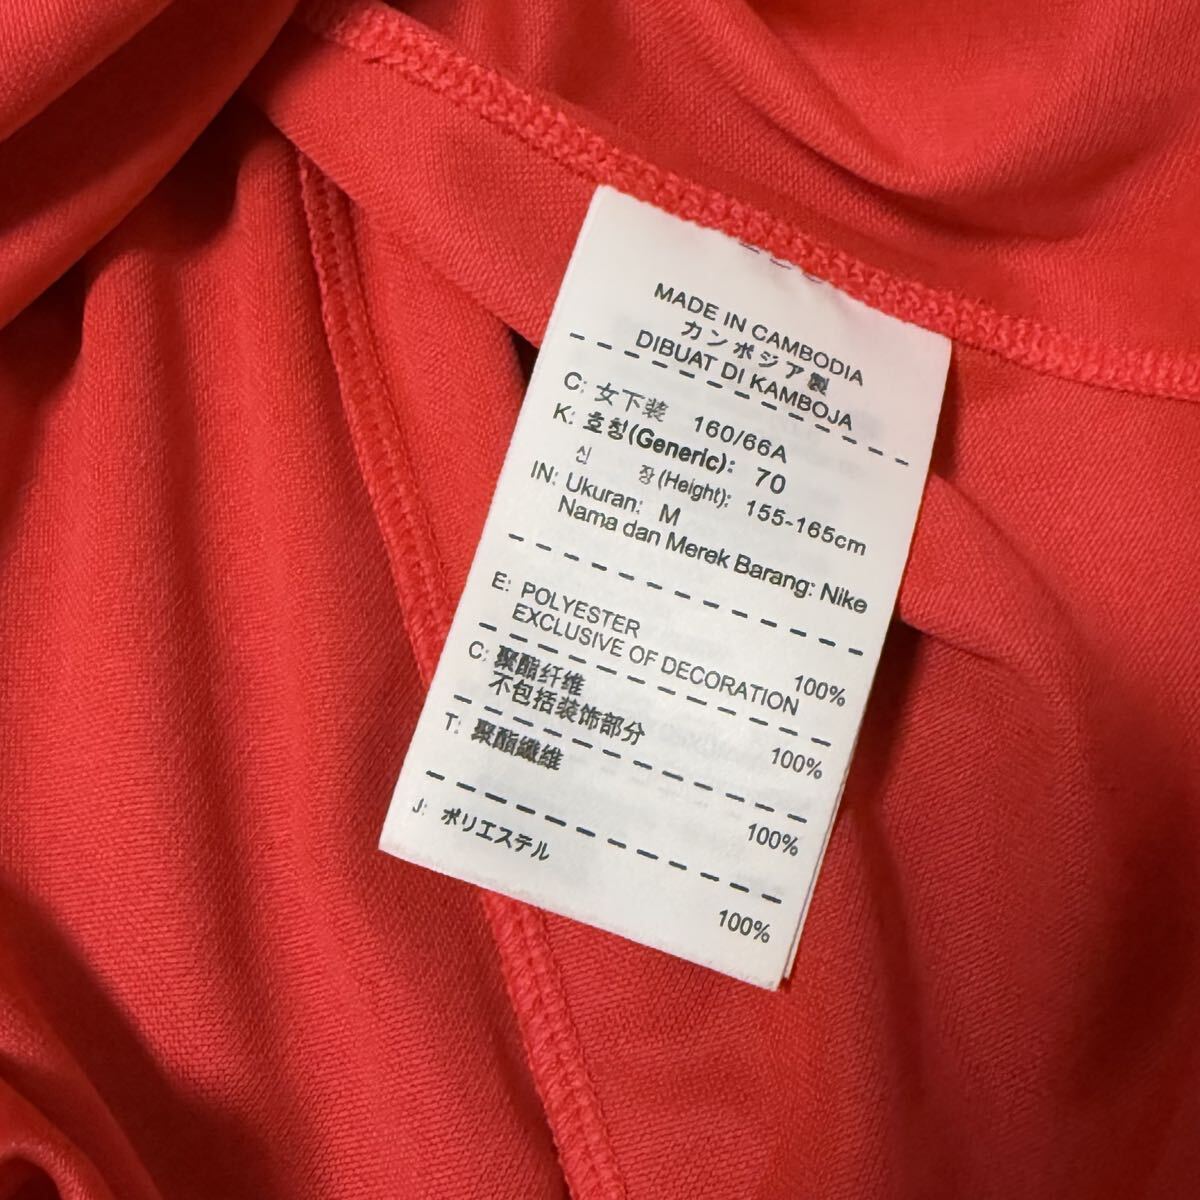 MADE IN CAMBODIA
カンボジア製
DIBUAT DI KAMBOJA
C: 女下装 160/66A
K: 호칭(Generic): 70
신 장(Height): 155-165cm
IN: Ukuran: M
Nama dan Merek Barang: Nike
E: POLYESTER 100%
EXCLUSIVE OF DECORATION
C: 聚酯纤维 100%
不包括装饰部分
T: 聚酯纖維 100%
J: ポリエステル 100%